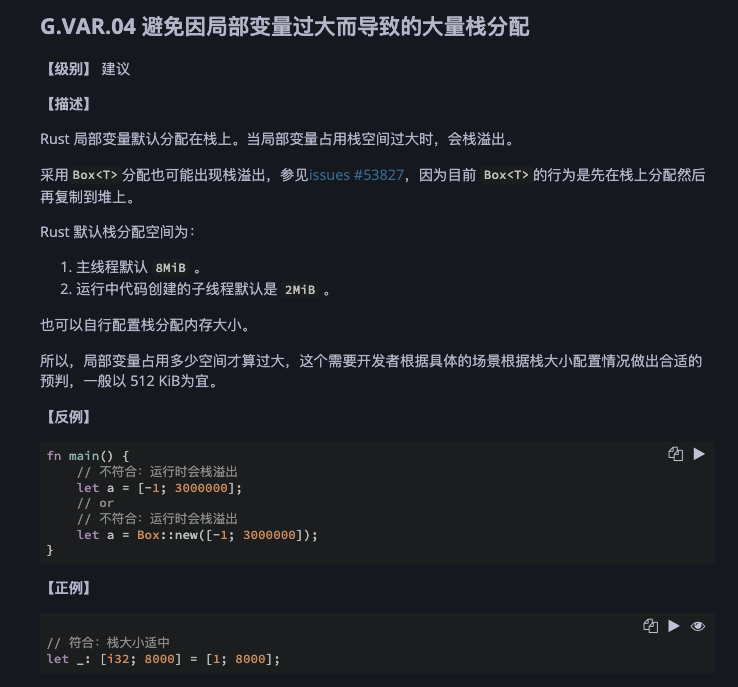 G.VAR.04 避免因局部变量过大而导致的大量栈分配
【级别】 建议
【描述】
Rust 局部变量默认分配在栈上。当局部变量占用栈空间过大时，会栈溢出。
采用 Box<T> 分配也可能出现栈溢出，参见issues #53827，因为目前 Box<T> 的行为是先在栈上分配然后
再复制到堆上。
Rust 默认栈分配空间为：
1. 主线程默认 8MiB 。
2. 运行中代码创建的子线程默认是 2MiB 。
也可以自行配置栈分配内存大小。
所以，局部变量占用多少空间才算过大，这个需要开发者根据具体的场景根据栈大小配置情况做出合适的
预判，一般以 512 KiB为宜。
【反例】
fn main() {
    // 不符合：运行时会栈溢出
    let a = [-1; 3000000];
    // or
    // 不符合：运行时会栈溢出
    let a = Box::new([-1; 3000000]);
}
【正例】
// 符合：栈大小适中
let _: [i32; 8000] = [1; 8000];